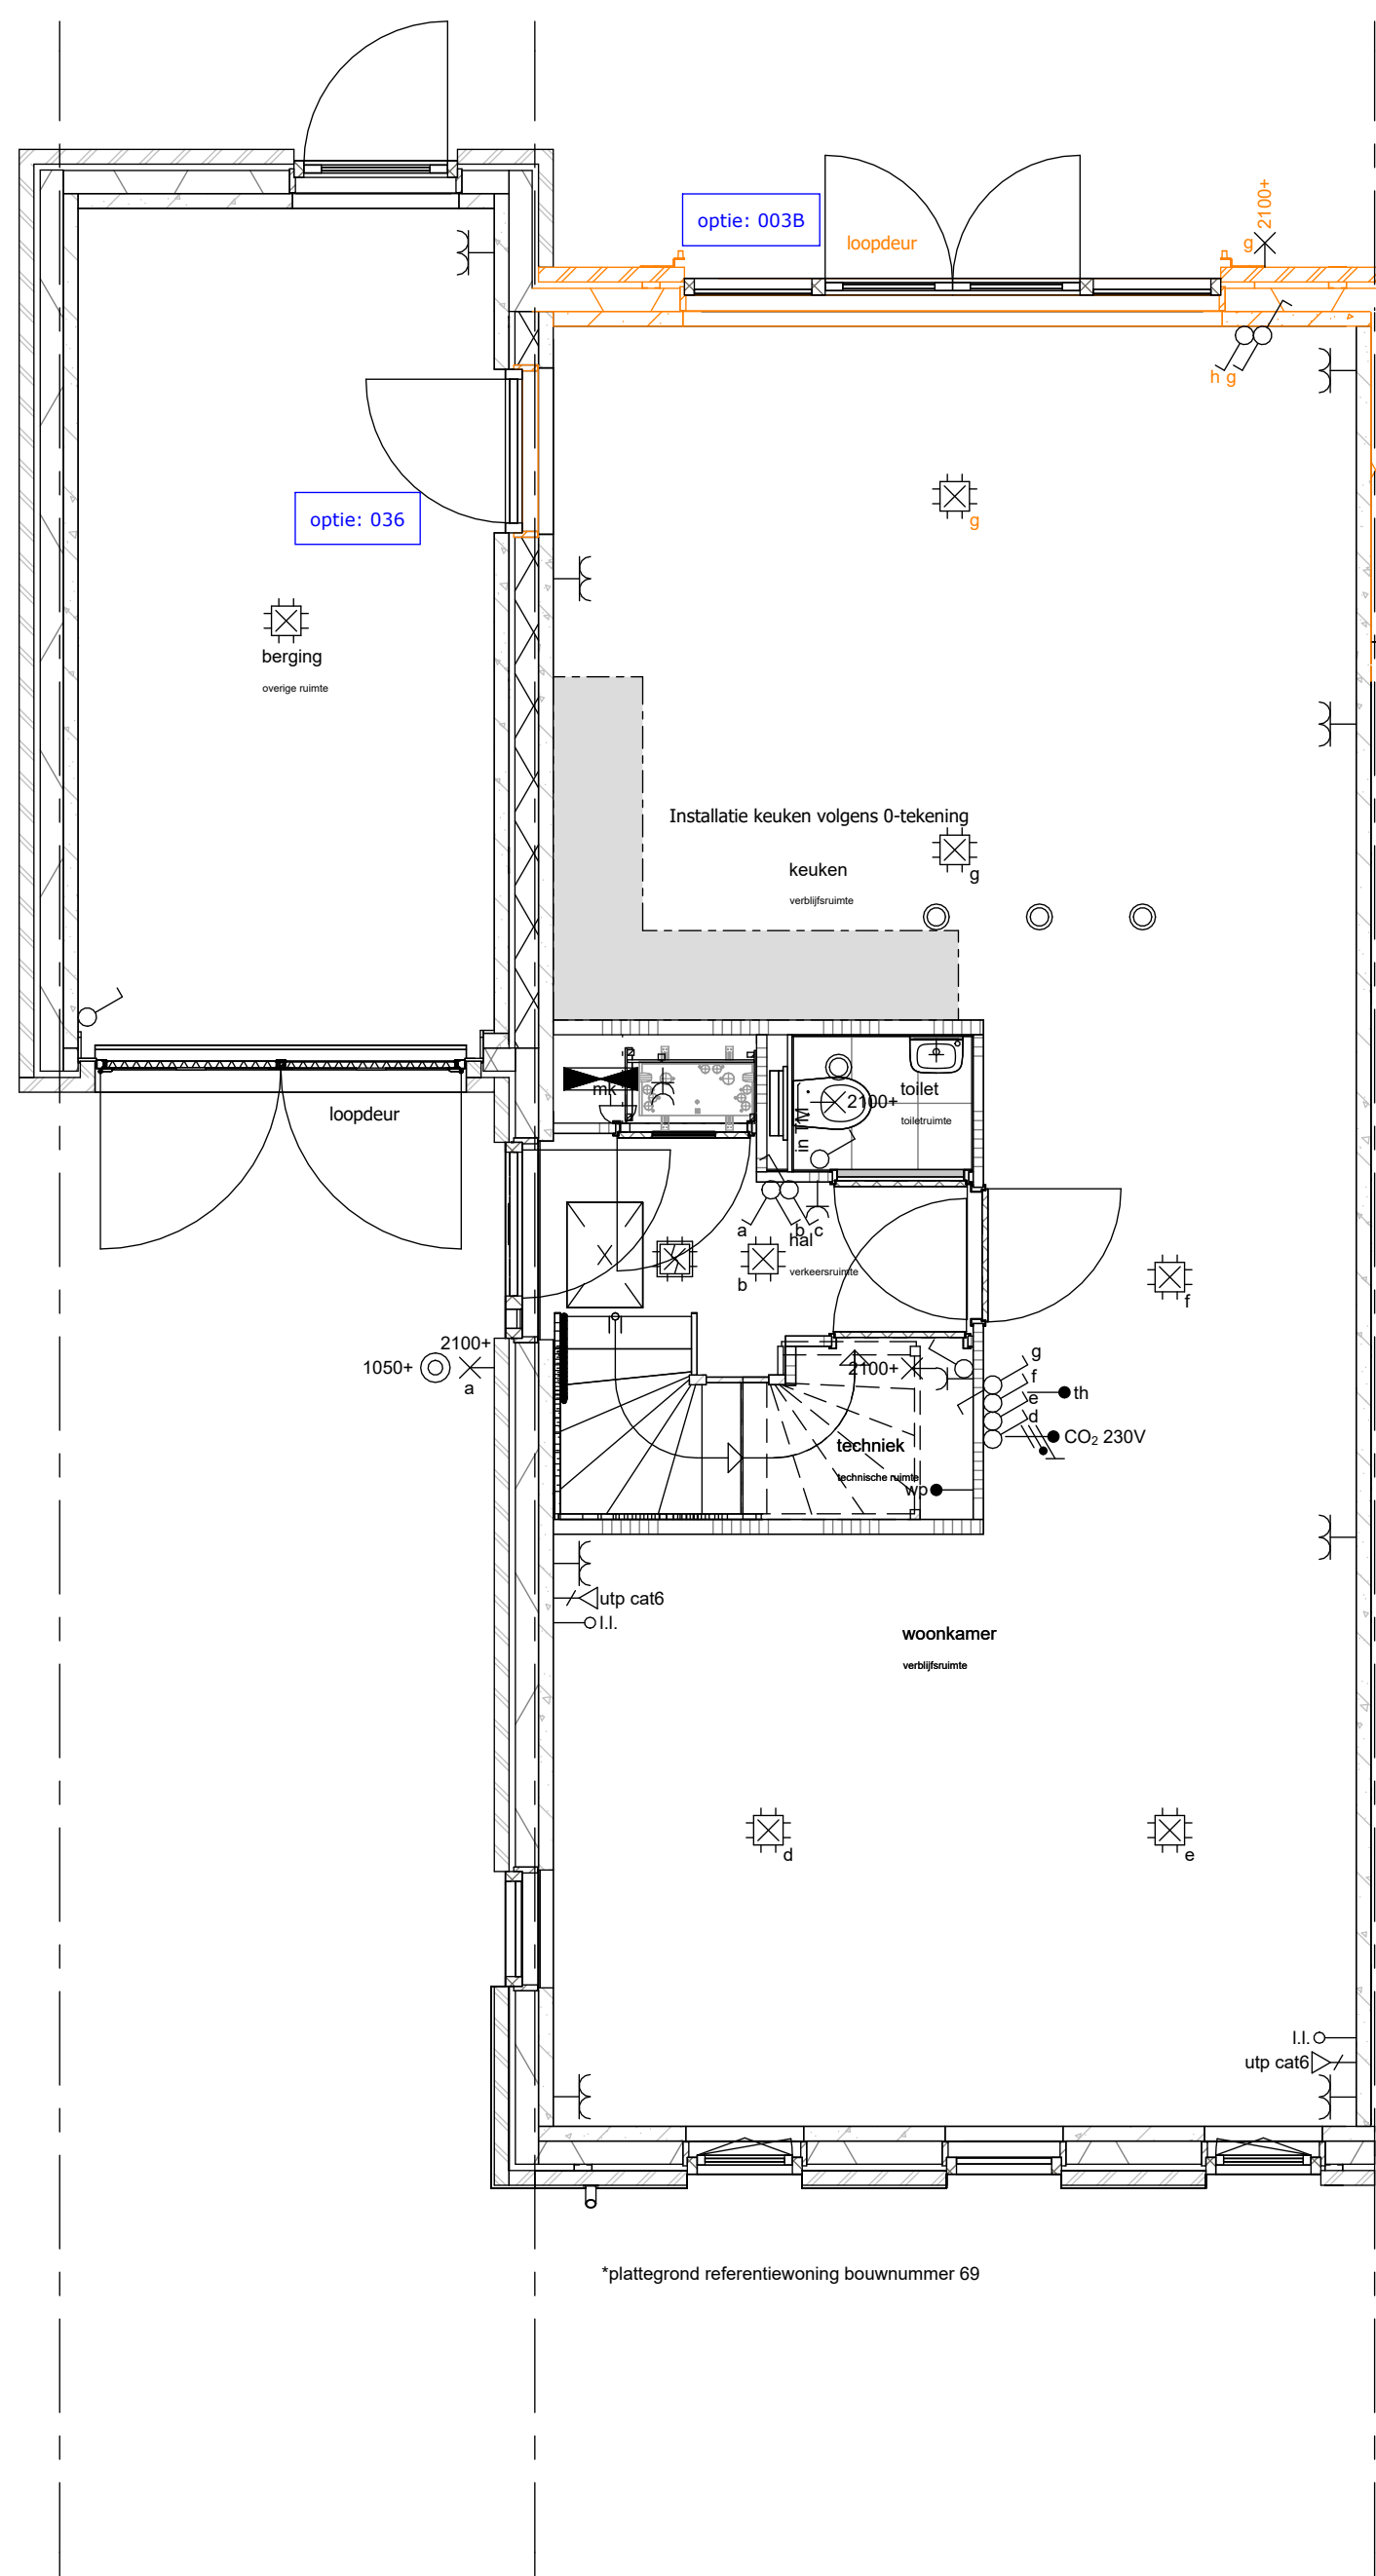 optie: 003B
loopdeur
2100+
g
h g
g
optie: 036
berging
overige ruimte
Installatie keuken volgens 0-tekening
keuken
verblijfsruimte
g
mk
in TM
2100+
toilet
toiletruimte
loopdeur
a
b
c
hal
verkeersruimte
b
f
2100+
1050+
a
2100+
g
f
e
d
th
CO₂ 230V
techniek
technische ruimte
wp
utp cat6
l.l.
woonkamer
verblijfsruimte
d
e
l.l.
utp cat6
*plattegrond referentiewoning bouwnummer 69